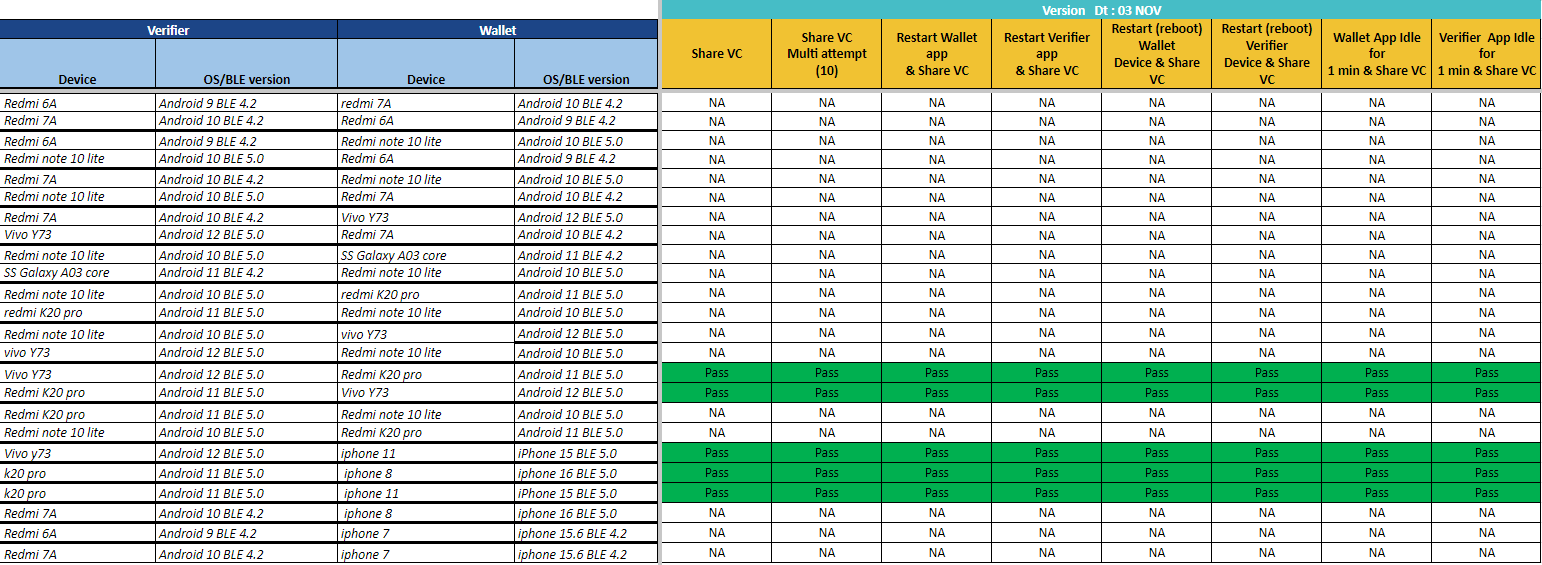 Version Dt : 03 NOV
Verifier Wallet
Device OS/BLE version Device OS/BLE version Share VC Share VC Multi attempt (10) Restart Wallet app & Share VC Restart Verifier app & Share VC Restart (reboot) Wallet Device & Share VC Restart (reboot) Verifier Device & Share VC Wallet App Idle for 1 min & Share VC Verifier App Idle for 1 min & Share VC
Redmi 6A Android 9 BLE 4.2 redmi 7A Android 10 BLE 4.2 NA NA NA NA NA NA NA NA
Redmi 7A Android 10 BLE 4.2 Redmi 6A Android 9 BLE 4.2 NA NA NA NA NA NA NA NA
Redmi 6A Android 9 BLE 4.2 Redmi note 10 lite Android 10 BLE 5.0 NA NA NA NA NA NA NA NA
Redmi note 10 lite Android 10 BLE 5.0 Redmi 6A Android 9 BLE 4.2 NA NA NA NA NA NA NA NA
Redmi 7A Android 10 BLE 4.2 Redmi note 10 lite Android 10 BLE 5.0 NA NA NA NA NA NA NA NA
Redmi note 10 lite Android 10 BLE 5.0 Redmi 7A Android 10 BLE 4.2 NA NA NA NA NA NA NA NA
Redmi 7A Android 10 BLE 4.2 Vivo Y73 Android 12 BLE 5.0 NA NA NA NA NA NA NA NA
Vivo Y73 Android 12 BLE 5.0 Redmi 7A Android 10 BLE 4.2 NA NA NA NA NA NA NA NA
Redmi note 10 lite Android 10 BLE 5.0 SS Galaxy A03 core Android 11 BLE 4.2 NA NA NA NA NA NA NA NA
SS Galaxy A03 core Android 11 BLE 4.2 Redmi note 10 lite Android 10 BLE 5.0 NA NA NA NA NA NA NA NA
Redmi note 10 lite Android 10 BLE 5.0 redmi K20 pro Android 11 BLE 5.0 NA NA NA NA NA NA NA NA
redmi K20 pro Android 11 BLE 5.0 Redmi note 10 lite Android 10 BLE 5.0 NA NA NA NA NA NA NA NA
Redmi note 10 lite Android 10 BLE 5.0 vivo Y73 Android 12 BLE 5.0 NA NA NA NA NA NA NA NA
vivo Y73 Android 12 BLE 5.0 Redmi note 10 lite Android 10 BLE 5.0 NA NA NA NA NA NA NA NA
Vivo Y73 Android 12 BLE 5.0 Redmi K20 pro Android 11 BLE 5.0 Pass Pass Pass Pass Pass Pass Pass Pass
Redmi K20 pro Android 11 BLE 5.0 Vivo Y73 Android 12 BLE 5.0 Pass Pass Pass Pass Pass Pass Pass Pass
Redmi K20 pro Android 11 BLE 5.0 Redmi note 10 lite Android 10 BLE 5.0 NA NA NA NA NA NA NA NA
Redmi note 10 lite Android 10 BLE 5.0 Redmi K20 pro Android 11 BLE 5.0 NA NA NA NA NA NA NA NA
Vivo y73 Android 12 BLE 5.0 iphone 11 iPhone 15 BLE 5.0 Pass Pass Pass Pass Pass Pass Pass Pass
k20 pro Android 11 BLE 5.0 iphone 8 iphone 16 BLE 5.0 Pass Pass Pass Pass Pass Pass Pass Pass
k20 pro Android 11 BLE 5.0 iphone 11 iPhone 15 BLE 5.0 Pass Pass Pass Pass Pass Pass Pass Pass
Redmi 7A Android 10 BLE 4.2 iphone 8 iphone 16 BLE 5.0 NA NA NA NA NA NA NA NA
Redmi 6A Android 9 BLE 4.2 iphone 7 iphone 15.6 BLE 4.2 NA NA NA NA NA NA NA NA
Redmi 7A Android 10 BLE 4.2 iphone 7 iphone 15.6 BLE 4.2 NA NA NA NA NA NA NA NA